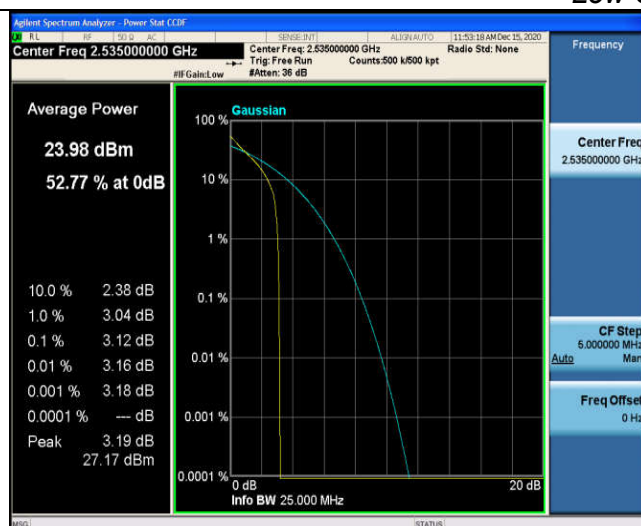 Agilent Spectrum Analyzer - Power Stat CCDF
RL RF 50 Ω AC SENSE:INT ALIGN AUTO 11:53:18 AM Dec 15, 2020
Center Freq 2.535000000 GHz
Center Freq: 2.535000000 GHz Radio Std: None
Trig: Free Run Counts:500 k/500 kpt
#IFGain:Low #Atten: 36 dB
Frequency
Average Power
23.98 dBm
52.77 % at 0dB
10.0 % 2.38 dB
1.0 % 3.04 dB
0.1 % 3.12 dB
0.01 % 3.16 dB
0.001 % 3.18 dB
0.0001 % --- dB
Peak 3.19 dB
27.17 dBm
Gaussian
100 %
10 %
1 %
0.1 %
0.01 %
0.001 %
0.0001 %
0 dB 20 dB
Info BW 25.000 MHz
Center Freq
2.535000000 GHz
CF Step
5.000000 MHz
Auto Man
Freq Offset
0 Hz
MSG STATUS